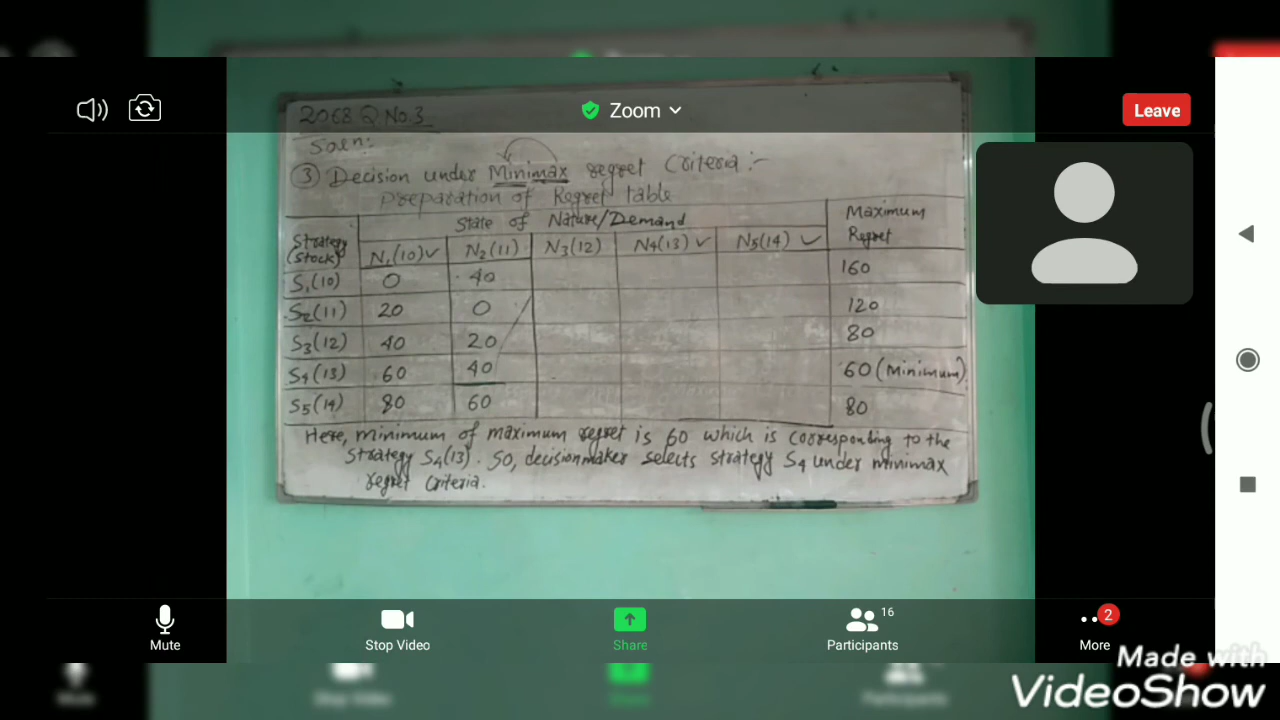 Zoom
Leave
2068 Q No.3
Soln:
③ Decision under Minimax regret Criteria :-
Preparation of Regret table
Strategy (Stock) State of Nature/Demand Maximum Regret
N1(10) ✓ N2(11) N3(12) N4(13) ✓ N5(14) ✓
S1(10) 0 40 160
S2(11) 20 0 120
S3(12) 40 20 80
S4(13) 60 40 60 (Minimum)
S5(14) 80 60 80
Here, minimum of maximum regret is 60 which is corresponding to the
Strategy S4(13). So, decisionmaker selects strategy S4 under minimax
regret Criteria.
Mute
Stop Video
Share
Participants
16
More
2
Made with
VideoShow